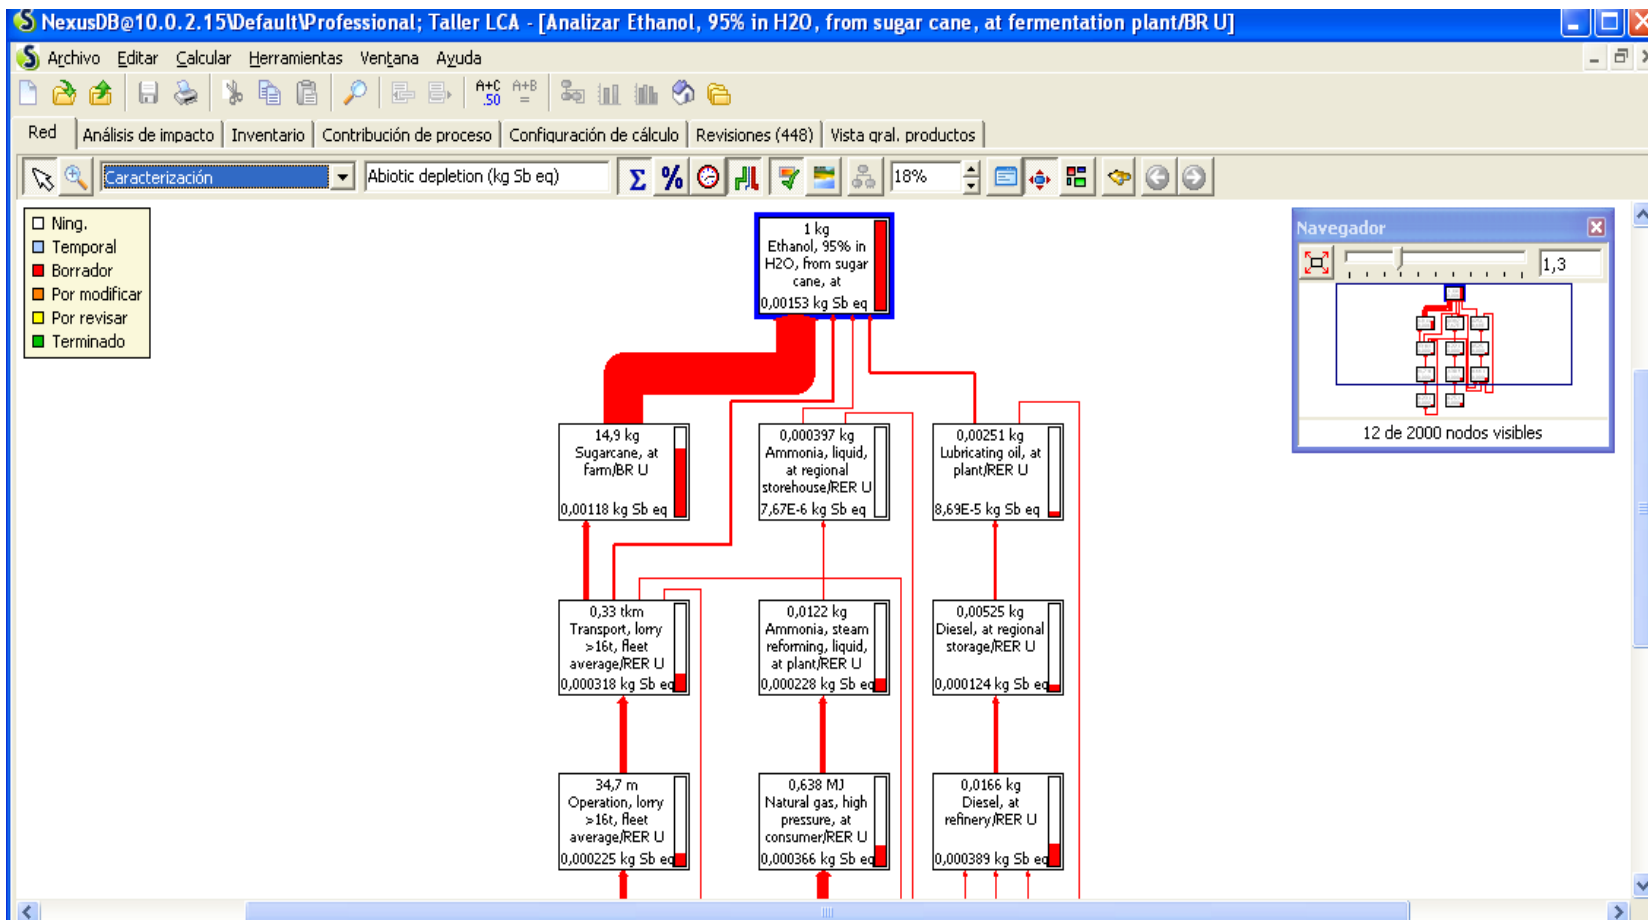 NexusDB@10.0.2.15\Default\Professional; Taller LCA - [Analizar Ethanol, 95% in H2O, from sugar cane, at fermentation plant/BR U]
Archivo Editar Calcular Herramientas Ventana Ayuda
A+C .50 A+B =
Red Análisis de impacto Inventario Contribución de proceso Configuración de cálculo Revisiones (448) Vista gral. productos
Caracterización Abiotic depletion (kg Sb eq) Σ % 18%
Ning.
Temporal
Borrador
Por modificar
Por revisar
Terminado
1 kg
Ethanol, 95% in
H2O, from sugar
cane, at
0,00153 kg Sb eq
Navegador
1,3
12 de 2000 nodos visibles
14,9 kg
Sugarcane, at
farm/BR U
0,00118 kg Sb eq
0,000397 kg
Ammonia, liquid,
at regional
storehouse/RER U
7,67E-6 kg Sb eq
0,00251 kg
Lubricating oil, at
plant/RER U
8,69E-5 kg Sb eq
0,33 tkm
Transport, lorry
>16t, fleet
average/RER U
0,000318 kg Sb eq
0,0122 kg
Ammonia, steam
reforming, liquid,
at plant/RER U
0,000228 kg Sb eq
0,00525 kg
Diesel, at regional
storage/RER U
0,000124 kg Sb eq
34,7 m
Operation, lorry
>16t, fleet
average/RER U
0,000225 kg Sb eq
0,638 MJ
Natural gas, high
pressure, at
consumer/RER U
0,000366 kg Sb eq
0,0166 kg
Diesel, at
refinery/RER U
0,000389 kg Sb eq